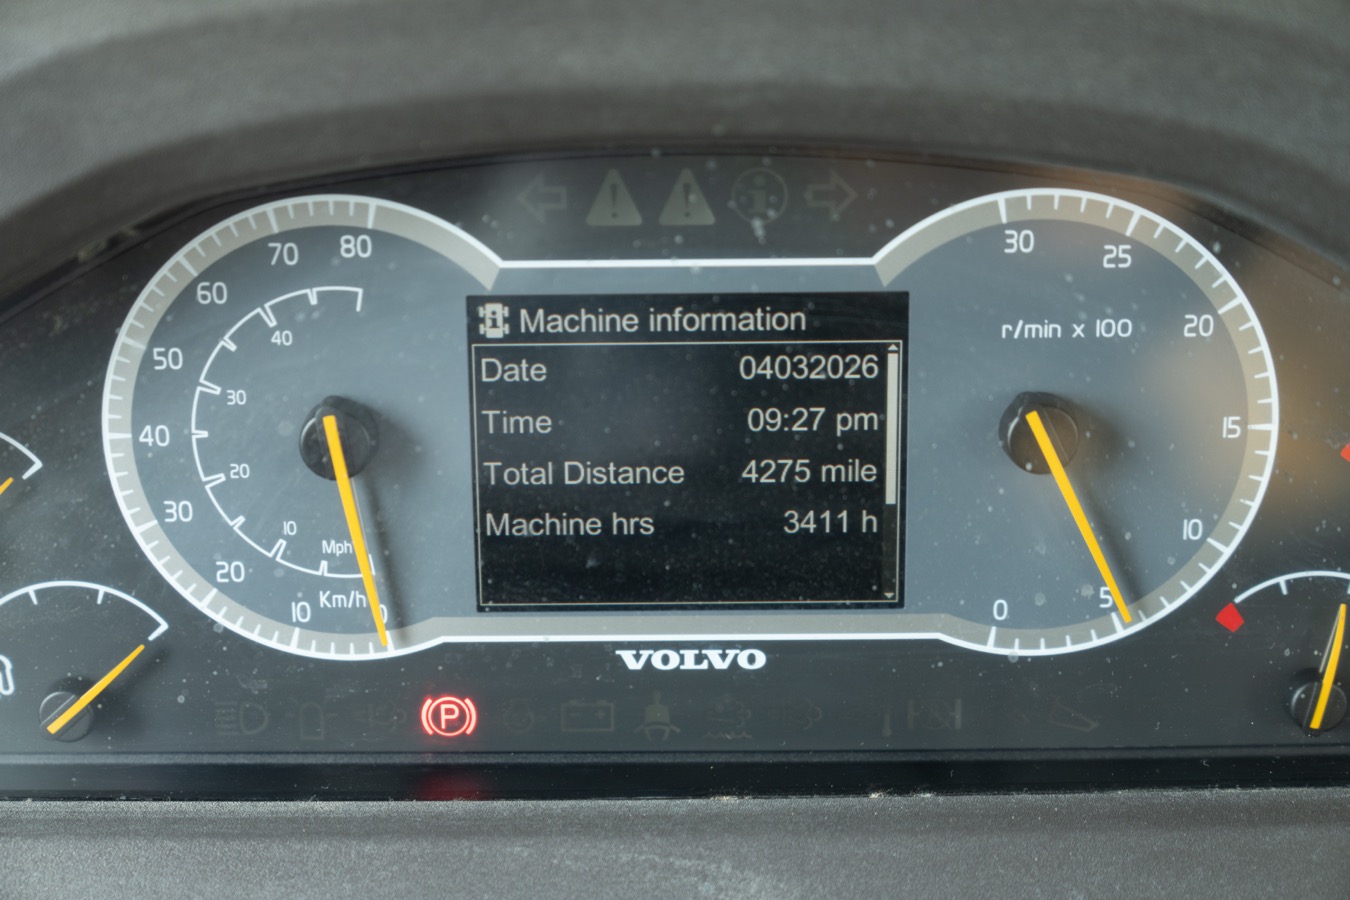 Machine information
Date 04032026
Time 09:27 pm
Total Distance 4275 mile
Machine hrs 3411 h
80
70
60
50
40
30
20
10
0
Km/h
40
30
20
10
Mph
30
25
20
15
10
5
0
r/min x 100
VOLVO
P